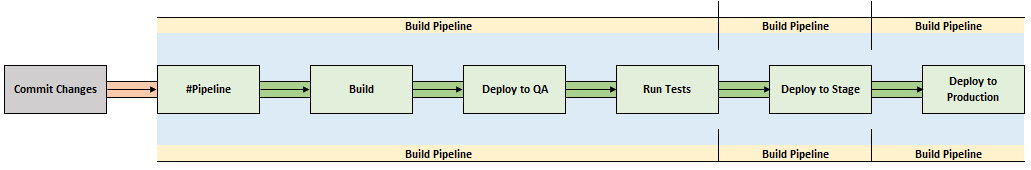 Build Pipeline
Build Pipeline
Build Pipeline
Commit Changes
#Pipeline
Build
Deploy to QA
Run Tests
Deploy to Stage
Deploy to
Production
Build Pipeline
Build Pipeline
Build Pipeline